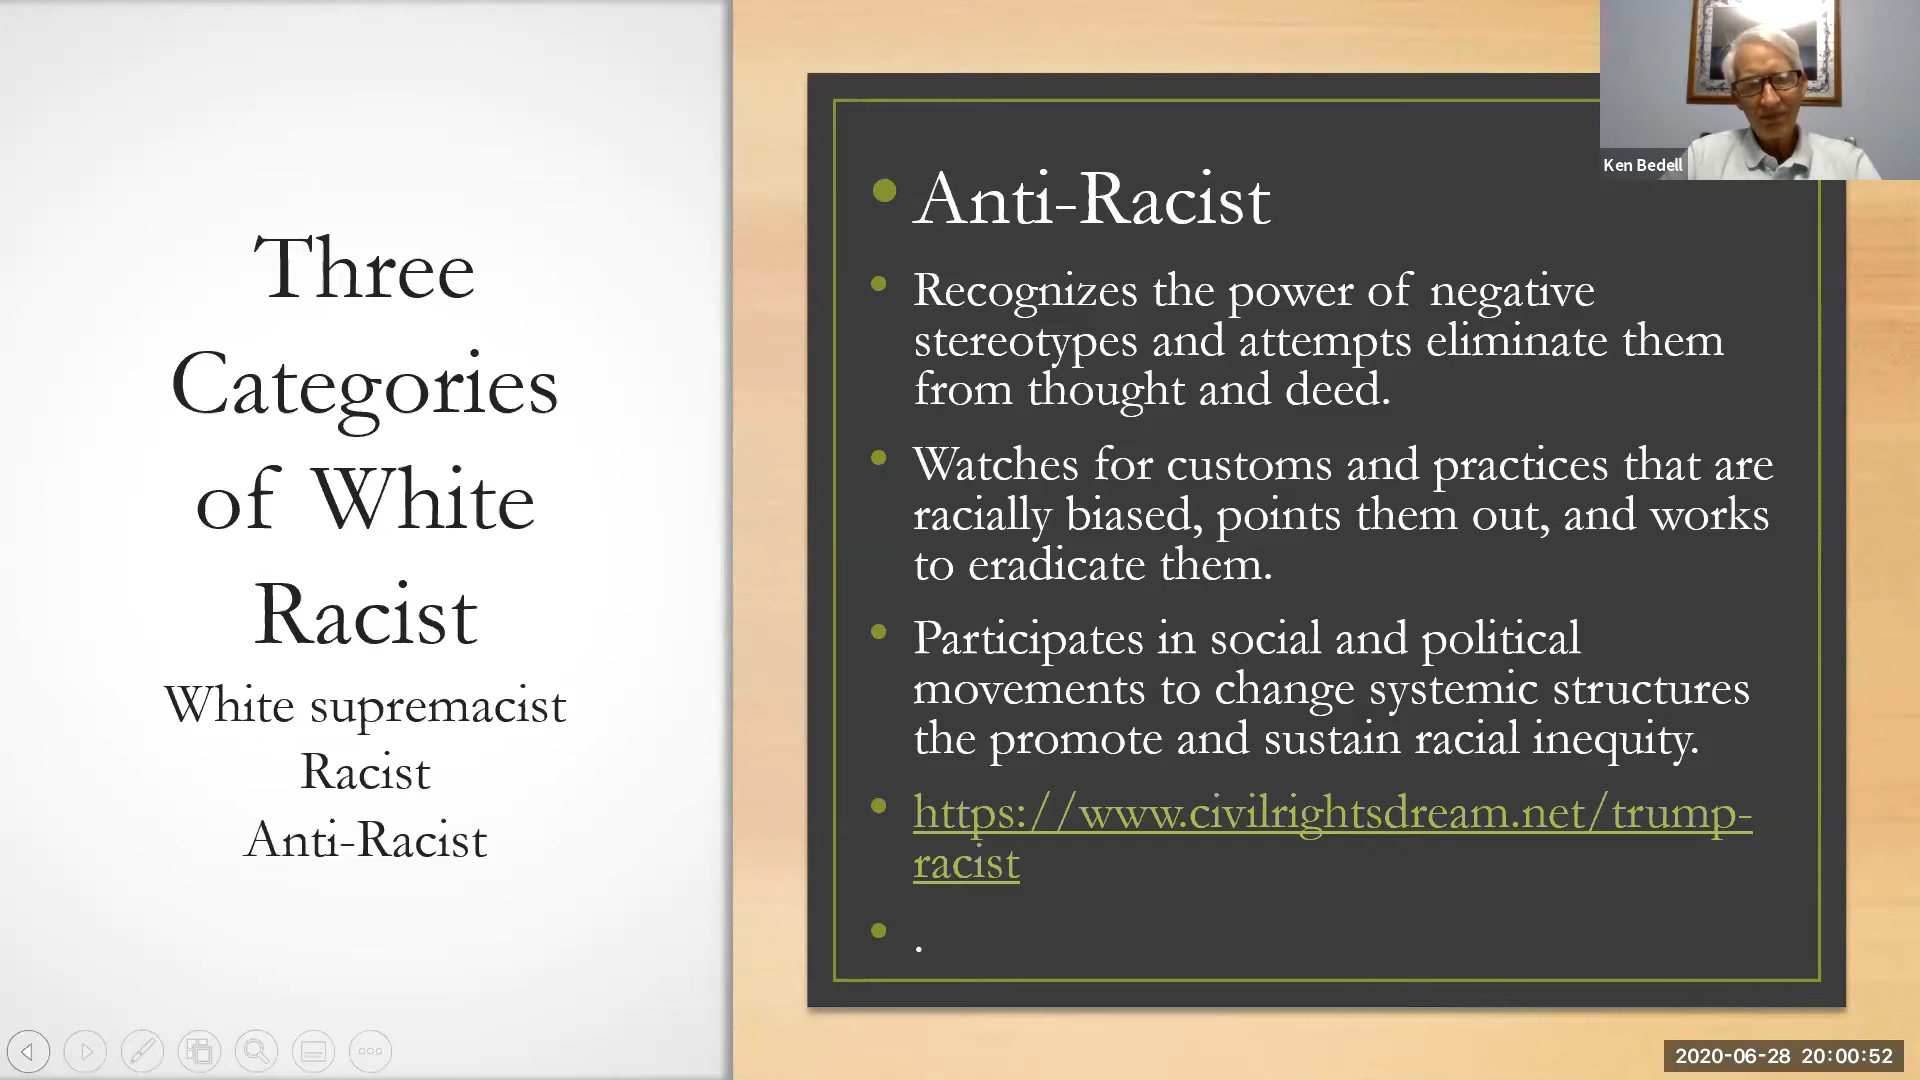 Three
Categories
of White
Racist
White supremacist
Racist
Anti-Racist
• Anti-Racist
• Recognizes the power of negative
stereotypes and attempts eliminate them
from thought and deed.
• Watches for customs and practices that are
racially biased, points them out, and works
to eradicate them.
• Participates in social and political
movements to change systemic structures
the promote and sustain racial inequity.
• https://www.civilrightsdream.net/trump-
racist
• .
Ken Bedell
2020-06-28 20:00:52